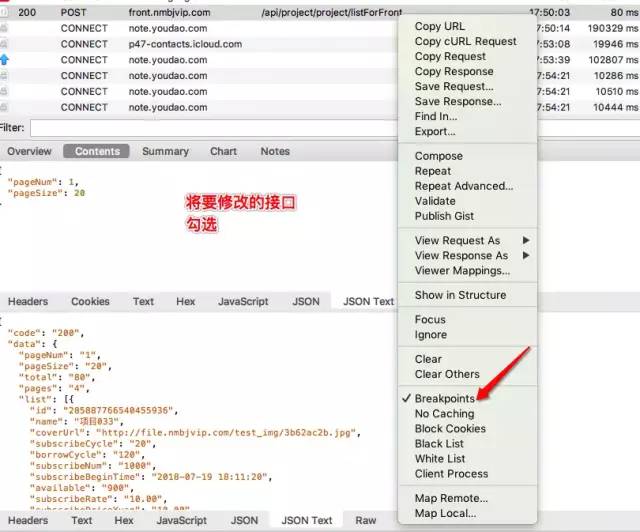 200 POST front.nmbjvip.com /api/project/project/listForFront 17:50:03 80 ms
CONNECT note.youdao.com 17:50:14 190329 ms
CONNECT p47-contacts.icloud.com 17:53:08 19946 ms
CONNECT note.youdao.com 17:53:39 102807 ms
CONNECT note.youdao.com 17:54:21 10286 ms
CONNECT note.youdao.com 17:54:21 10510 ms
CONNECT note.youdao.com 17:54:21 10444 ms
Filter:
Overview Contents Summary Chart Notes
"pageNum": 1,
"pageSize": 20
将要修改的接口
勾选
Headers Cookies Text Hex JavaScript JSON JSON Text
{
"code": "200",
"data": {
"pageNum": "1",
"pageSize": "20",
"total": "80",
"pages": "4",
"list": [{
"id": "285887766540455936",
"name": "项目033",
"coverUrl": "http://file.nmbjvip.com/test_img/3b62ac2b.jpg",
"subscribeCycle": "20",
"borrowCycle": "120",
"subscribeNum": "1000",
"subscribeBeginTime": "2018-07-19 18:11:20",
"available": "900",
"subscribeRate": "10.00",
Headers Text Hex JavaScript JSON JSON Text Raw
Copy URL
Copy cURL Request
Copy Request
Copy Response
Save Request...
Save Response...
Find In...
Export...
Compose
Repeat
Repeat Advanced...
Validate
Publish Gist
View Request As
View Response As
Viewer Mappings...
Show in Structure
Focus
Ignore
Clear
Clear Others
✓ Breakpoints
No Caching
Block Cookies
Black List
White List
Client Process
Map Remote...
Map Local...